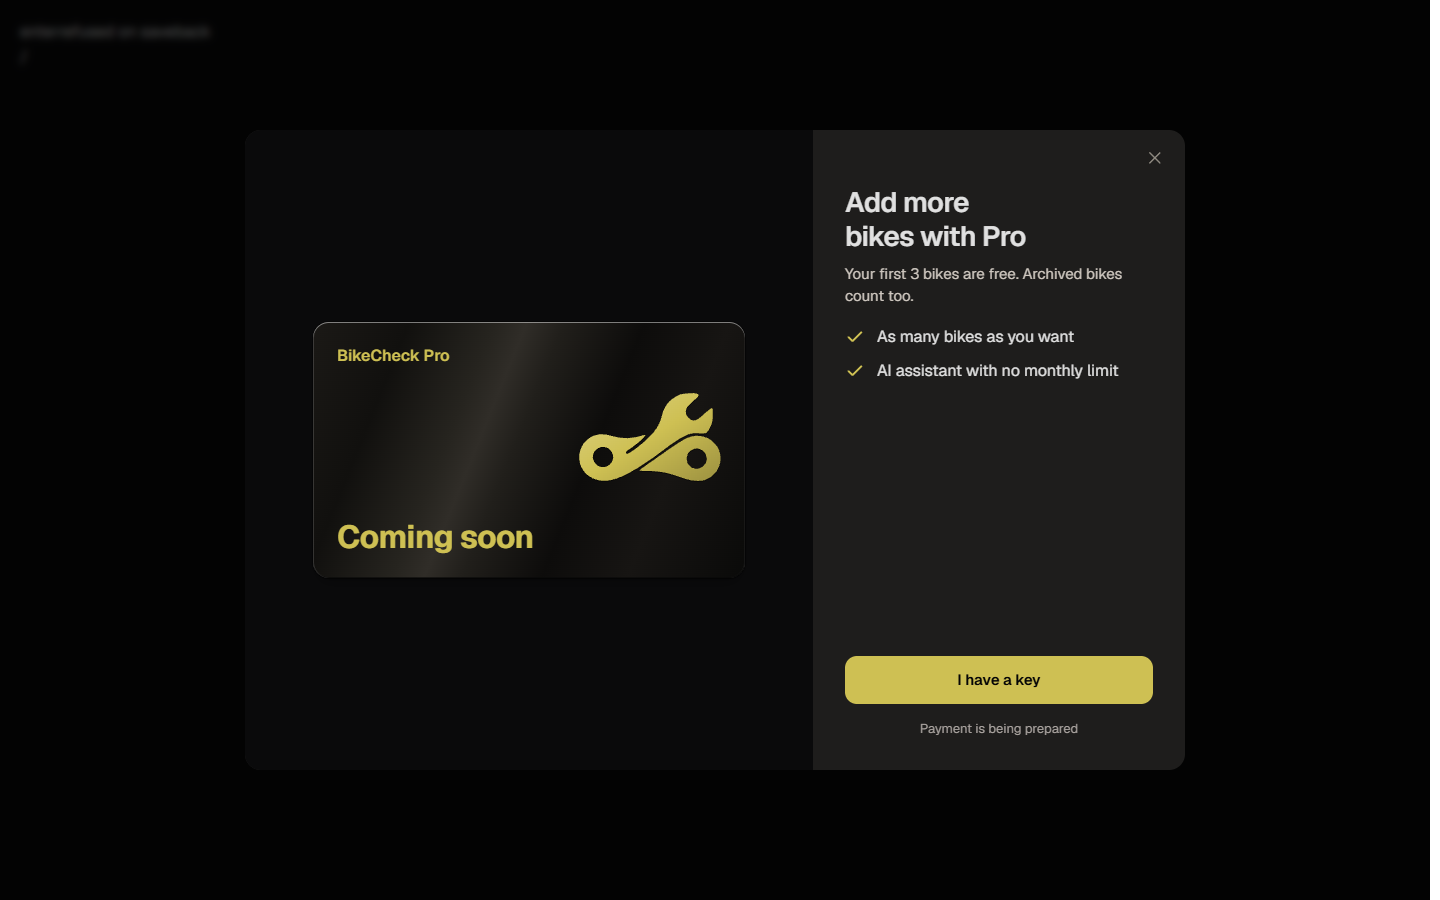 Add more
bikes with Pro
Your first 3 bikes are free. Archived bikes
count too.
As many bikes as you want
AI assistant with no monthly limit
BikeCheck Pro
Coming soon
I have a key
Payment is being prepared